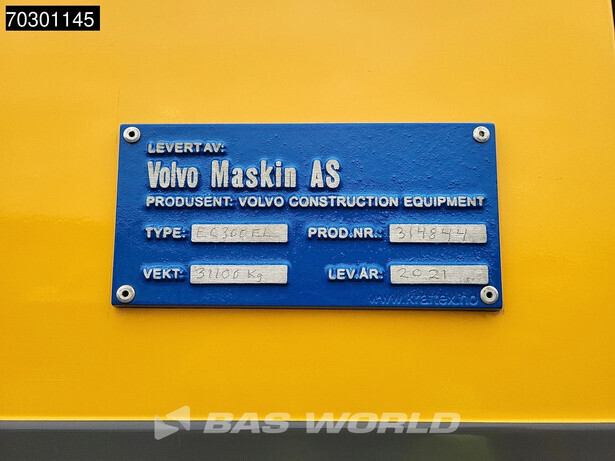 70301145
LEVERT AV:
Volvo Maskin AS
PRODUSENT: VOLVO CONSTRUCTION EQUIPMENT
TYPE: EC300EL PROD.NR.: 314844
VEKT: 31100 Kg LEV.ÅR: 2021
www.kraftex.no
BAS WORLD